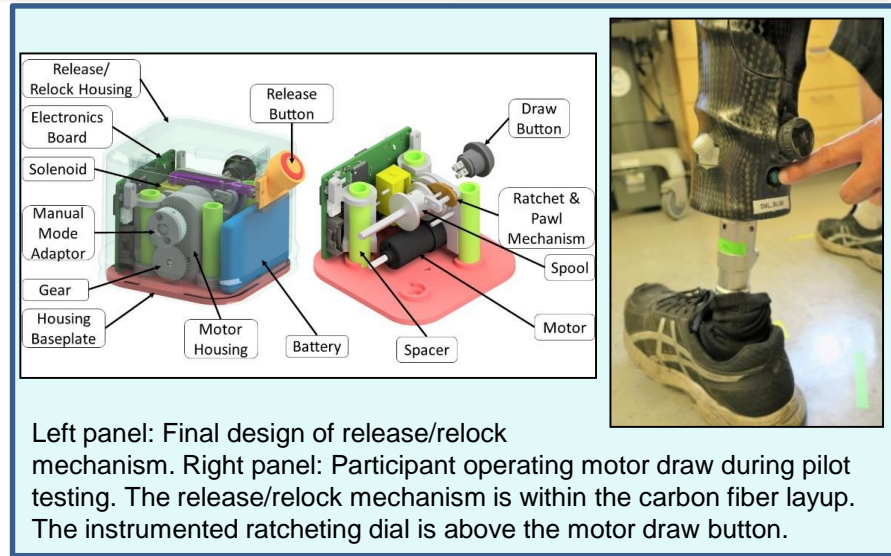 Release/
Relock Housing
Electronics
Board
Solenoid
Manual
Mode
Adaptor
Gear
Housing
Baseplate
Motor
Housing
Battery
Release
Button
Draw
Button
Ratchet &
Pawl
Mechanism
Spool
Motor
Spacer
Left panel: Final design of release/relock
mechanism. Right panel: Participant operating motor draw during pilot
testing. The release/relock mechanism is within the carbon fiber layup.
The instrumented ratcheting dial is above the motor draw button.